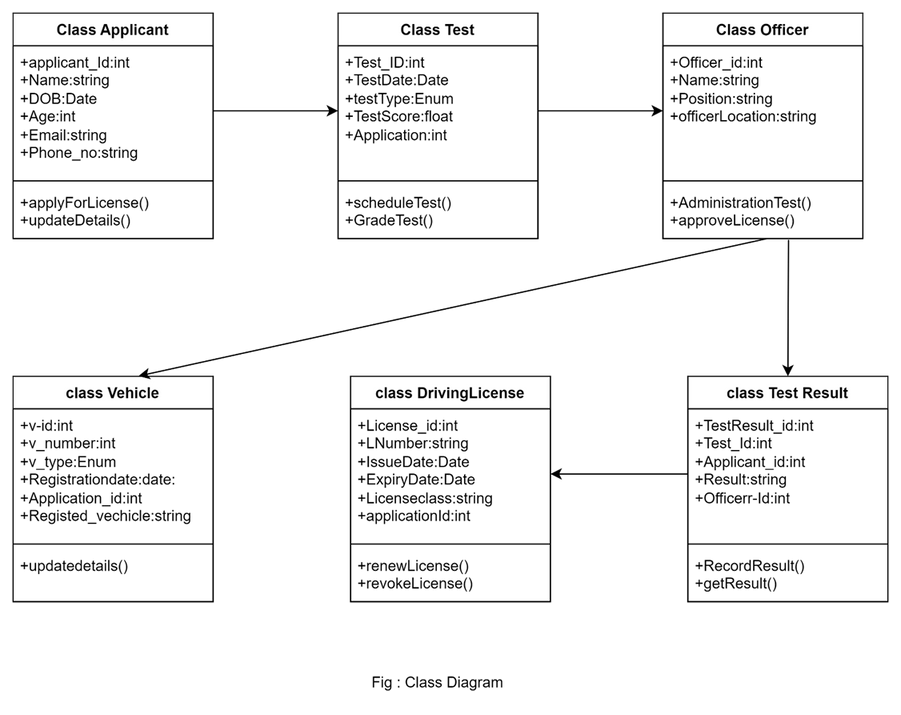 Class Applicant
+applicant_Id:int
+Name:string
+DOB:Date
+Age:int
+Email:string
+Phone_no:string
+applyForLicense()
+updateDetails()
Class Test
+Test_ID:int
+TestDate:Date
+testType:Enum
+TestScore:float
+Application:int
+scheduleTest()
+GradeTest()
Class Officer
+Officer_id:int
+Name:string
+Position:string
+officerLocation:string
+AdministrationTest()
+approveLicense()
class Vehicle
+v-id:int
+v_number:int
+v_type:Enum
+Registrationdate:date:
+Application_id:int
+Registed_vechicle:string
+updatedetails()
class DrivingLicense
+License_id:int
+LNumber:string
+IssueDate:Date
+ExpiryDate:Date
+Licenseclass:string
+applicationId:int
+renewLicense()
+revokeLicense()
class Test Result
+TestResult_id:int
+Test_Id:int
+Applicant_id:int
+Result:string
+Officerr-Id:int
+RecordResult()
+getResult()
Fig : Class Diagram